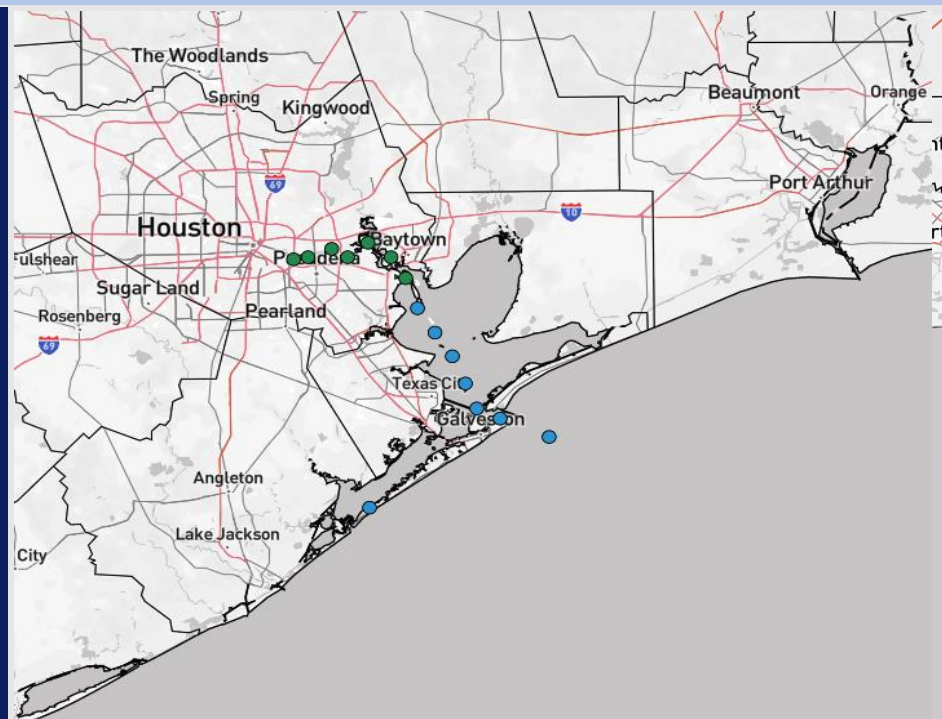 The Woodlands
Spring
Kingwood
Beaumont
Orange
69
Port Arthur
10
Houston
Baytown
Fulshear
Sugar Land
Rosenberg
Pearland
69
Texas City
Galveston
Angleton
Lake Jackson
City